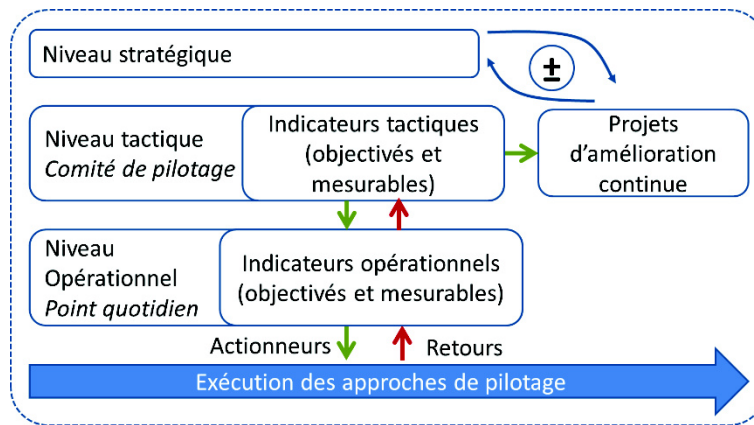 Niveau stratégique
±
Niveau tactique
Comité de pilotage
Indicateurs tactiques
(objectivés et
mesurables)
Projets
d'amélioration
continue
Niveau
Opérationnel
Point quotidien
Indicateurs opérationnels
(objectivés et mesurables)
Actionneurs
Retours
Exécution des approches de pilotage